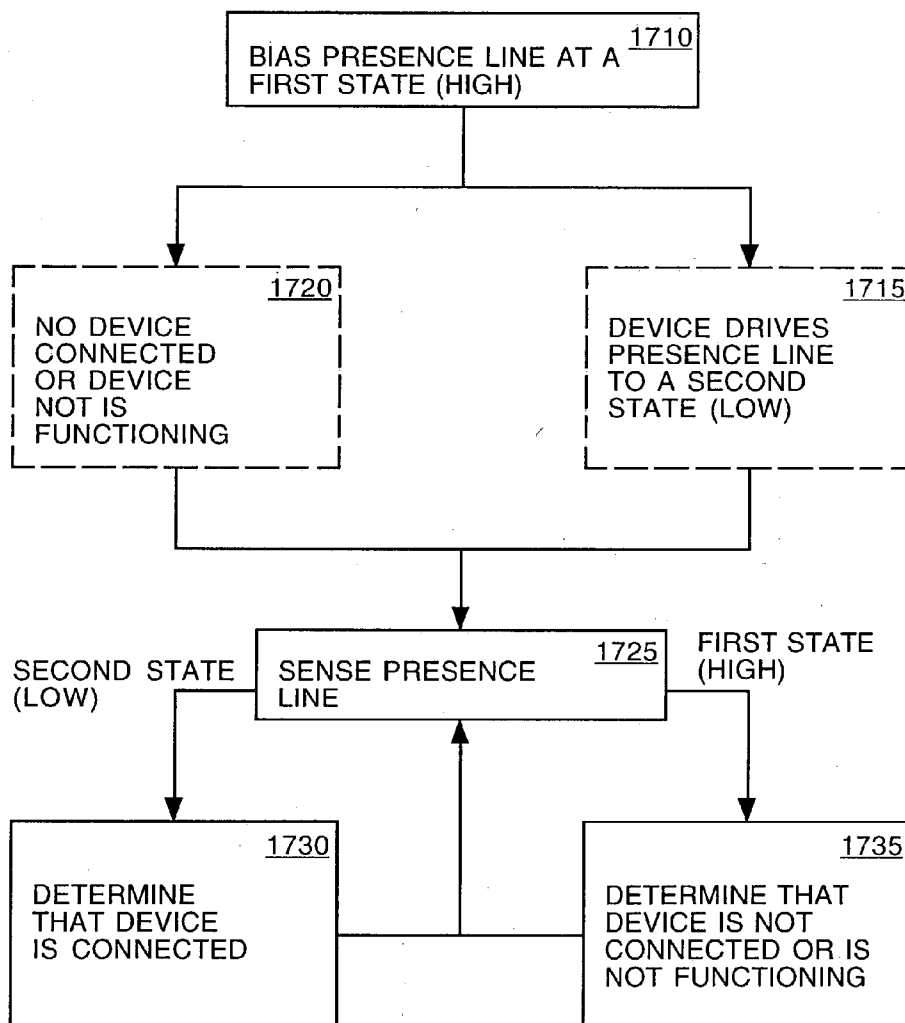 1710
BIAS PRESENCE LINE AT A
FIRST STATE (HIGH)
1720
NO DEVICE
CONNECTED
OR DEVICE
NOT IS
FUNCTIONING
1715
DEVICE DRIVES
PRESENCE LINE
TO A SECOND
STATE (LOW)
1725
SENSE PRESENCE
LINE
SECOND STATE
(LOW)
FIRST STATE
(HIGH)
1730
DETERMINE
THAT DEVICE
IS CONNECTED
1735
DETERMINE THAT
DEVICE IS NOT
CONNECTED OR IS
NOT FUNCTIONING